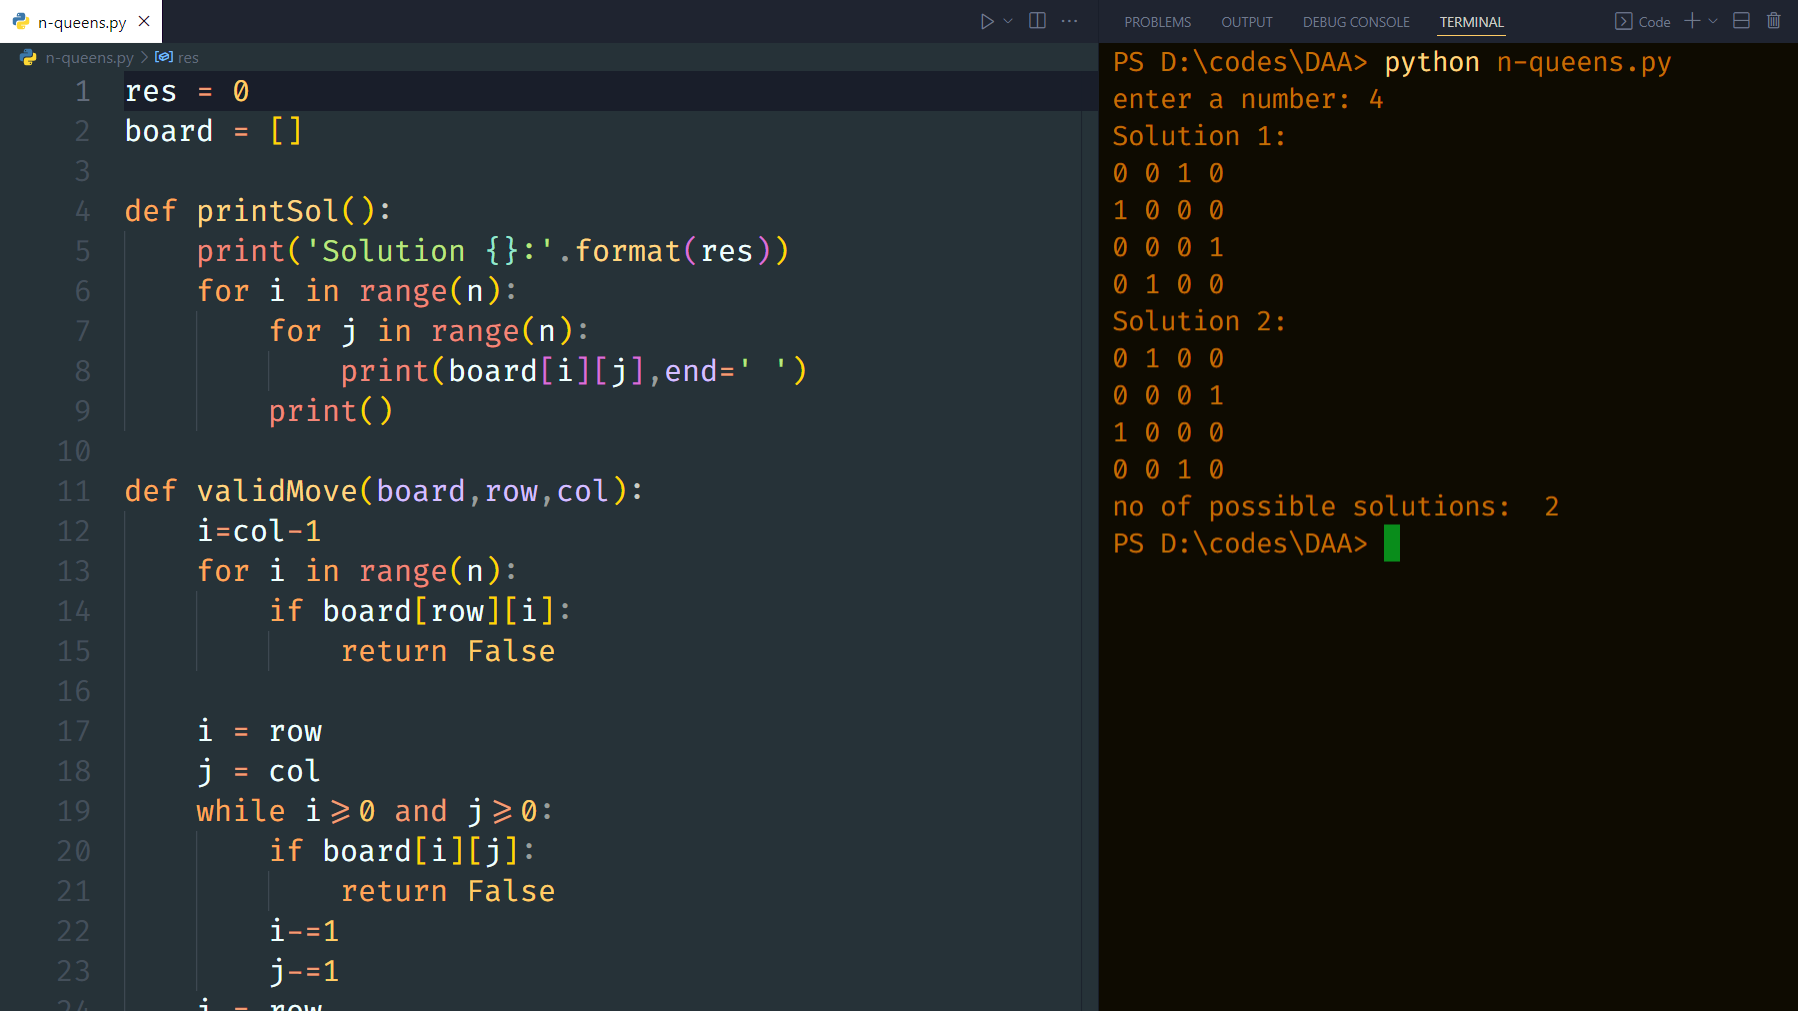 n-queens.py
n-queens.py > res
1 res = 0
2 board = []
3
4 def printSol():
5     print('Solution {}:'.format(res))
6     for i in range(n):
7         for j in range(n):
8             print(board[i][j],end=' ')
9         print()
10
11 def validMove(board,row,col):
12     i=col-1
13     for i in range(n):
14         if board[row][i]:
15             return False
16
17     i = row
18     j = col
19     while i>=0 and j>=0:
20         if board[i][j]:
21             return False
22         i-=1
23         j-=1
24     i = row
PROBLEMS OUTPUT DEBUG CONSOLE TERMINAL Code
PS D:\codes\DAA> python n-queens.py
enter a number: 4
Solution 1:
0 0 1 0
1 0 0 0
0 0 0 1
0 1 0 0
Solution 2:
0 1 0 0
0 0 0 1
1 0 0 0
0 0 1 0
no of possible solutions:  2
PS D:\codes\DAA>